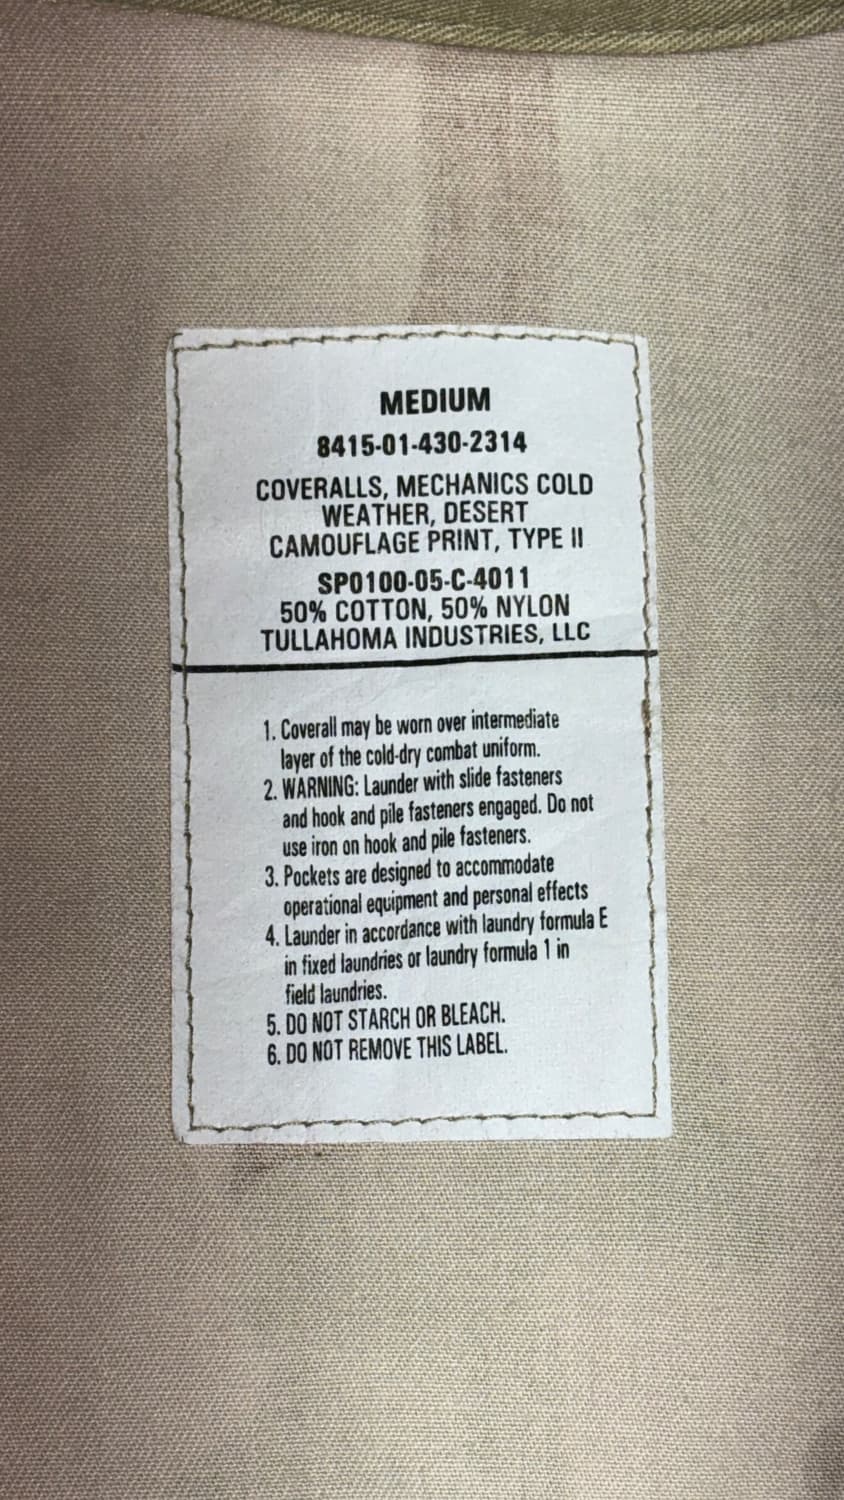 MEDIUM
8415-01-430-2314
COVERALLS, MECHANICS COLD
WEATHER, DESERT
CAMOUFLAGE PRINT, TYPE II
SPO100-05-C-4011
50% COTTON, 50% NYLON
TULLAHOMA INDUSTRIES, LLC
1. Coverall may be worn over intermediate
layer of the cold-dry combat uniform.
2. WARNING: Launder with slide fasteners
and hook and pile fasteners engaged. Do not
use iron on hook and pile fasteners.
3. Pockets are designed to accommodate
operational equipment and personal effects
4. Launder in accordance with laundry formula E
in fixed laundries or laundry formula 1 in
field laundries.
5. DO NOT STARCH OR BLEACH.
6. DO NOT REMOVE THIS LABEL.